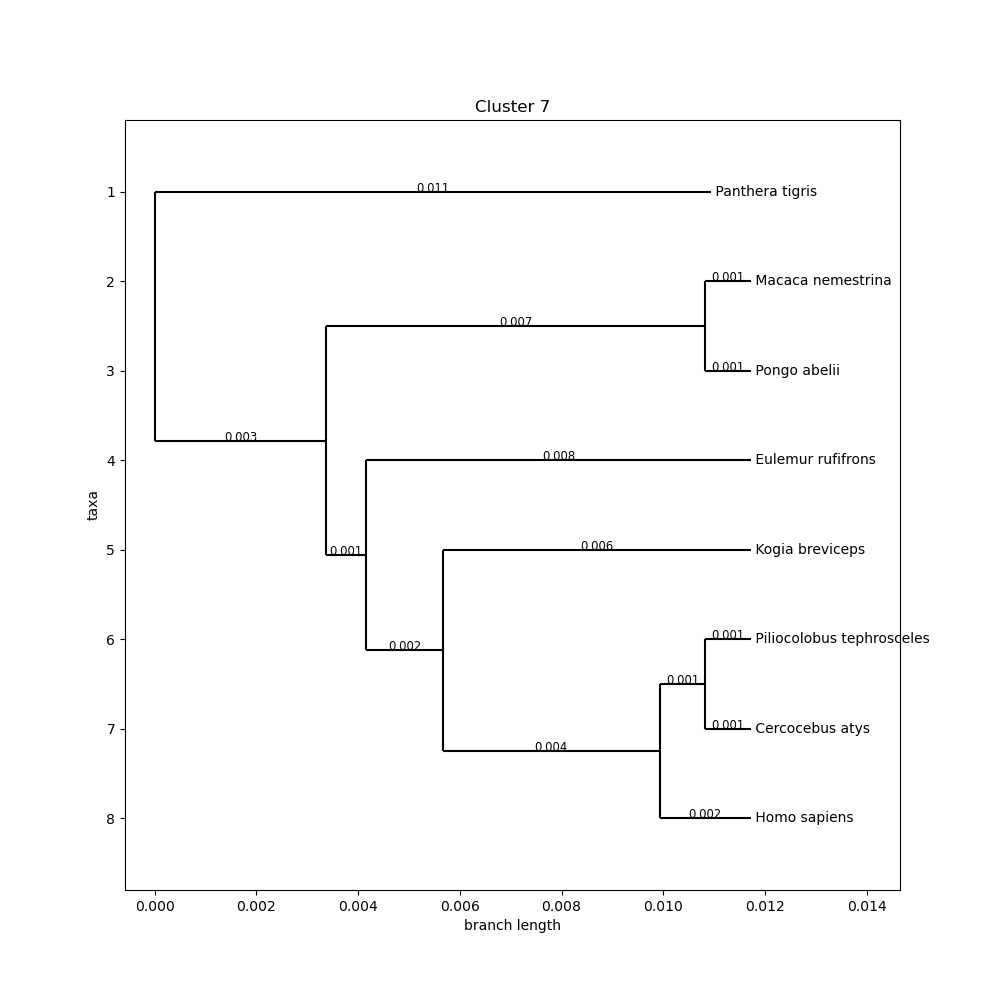 Cluster 7
1
0.011
Panthera tigris
2
0.001
Macaca nemestrina
0.007
3
0.001
Pongo abelii
0.003
4
0.008
Eulemur rufifrons
taxa
5
0.001
0.006
Kogia breviceps
6
0.002
0.001
Piliocolobus tephrosceles
0.001
7
0.001
Cercocebus atys
0.004
8
0.002
Homo sapiens
0.000 0.002 0.004 0.006 0.008 0.010 0.012 0.014
branch length